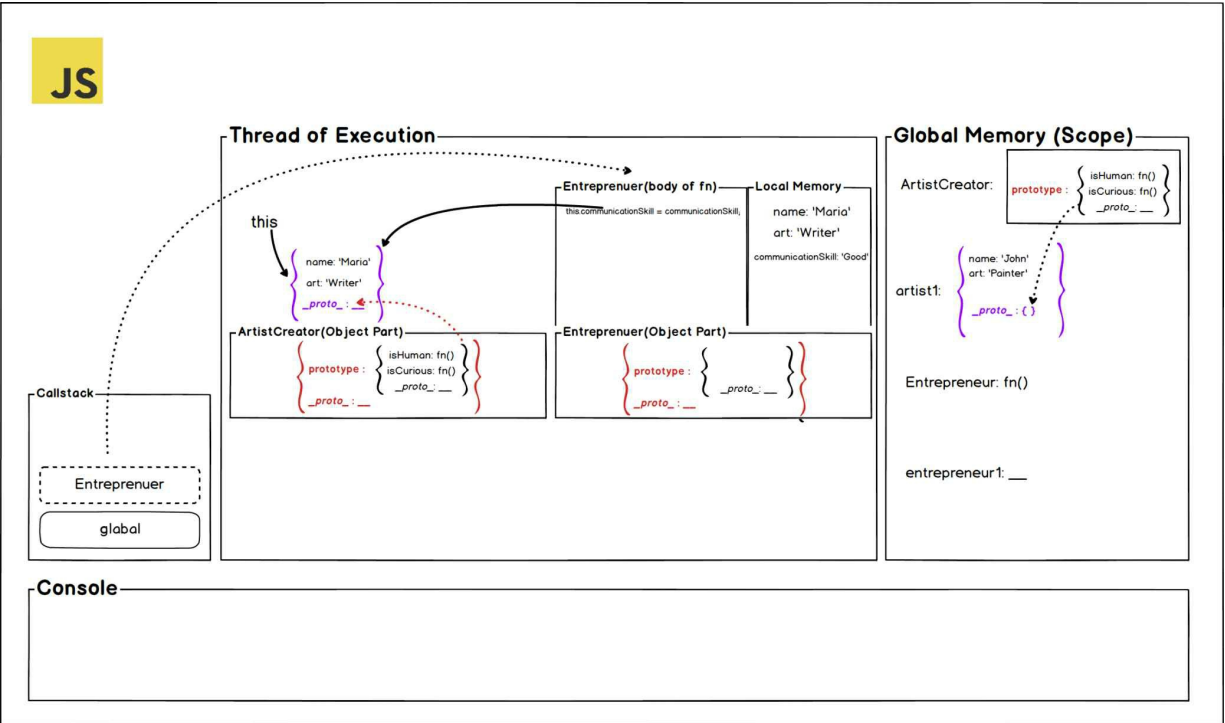 JS
Thread of Execution
Global Memory (Scope)
Entreprenuer(body of fn)
Local Memory
this.communicationSkill = communicationSkill;
name: 'Maria'
art: 'Writer'
communicationSkill: 'Good'
this
name: 'Maria'
art: 'Writer'
_proto_ : __
ArtistCreator(Object Part)
prototype :
isHuman: fn()
isCurious: fn()
_proto_: __
_proto_ : __
Entreprenuer(Object Part)
prototype :
_proto_: __
_proto_ : __
ArtistCreator:
prototype :
isHuman: fn()
isCurious: fn()
_proto_: __
artist1:
name: 'John'
art: 'Painter'
_proto_ : { }
Entrepreneur: fn()
entrepreneur1: __
Callstack
Entreprenuer
glabal
Console